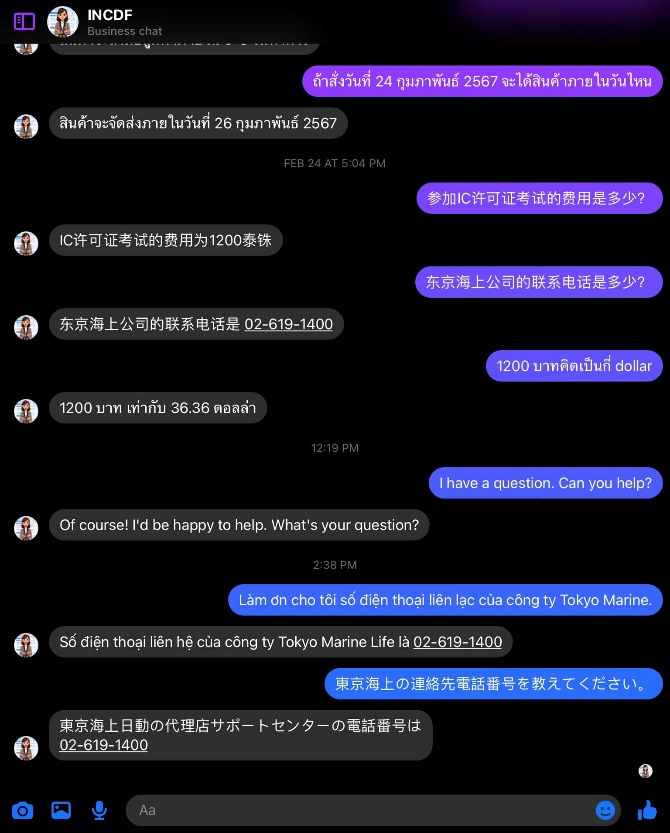 INCDF
Business chat
ถ้าสั่งวันที่ 24 กุมภาพันธ์ 2567 จะได้สินค้าภายในวันไหน
สินค้าจะจัดส่งภายในวันที่ 26 กุมภาพันธ์ 2567
FEB 24 AT 5:04 PM
参加IC许可证考试的费用是多少?
IC许可证考试的费用为1200泰铢
东京海上公司的联系电话是多少?
东京海上公司的联系电话是 02-619-1400
1200 บาทคิดเป็นกี่ dollar
1200 บาท เท่ากับ 36.36 ดอลล่า
12:19 PM
I have a question. Can you help?
Of course! I'd be happy to help. What's your question?
2:38 PM
Làm ơn cho tôi số điện thoại liên lạc của công ty Tokyo Marine.
Số điện thoại liên hệ của công ty Tokyo Marine Life là 02-619-1400
東京海上の連絡先電話番号を教えてください。
東京海上日動の代理店サポートセンターの電話番号は
02-619-1400
Aa